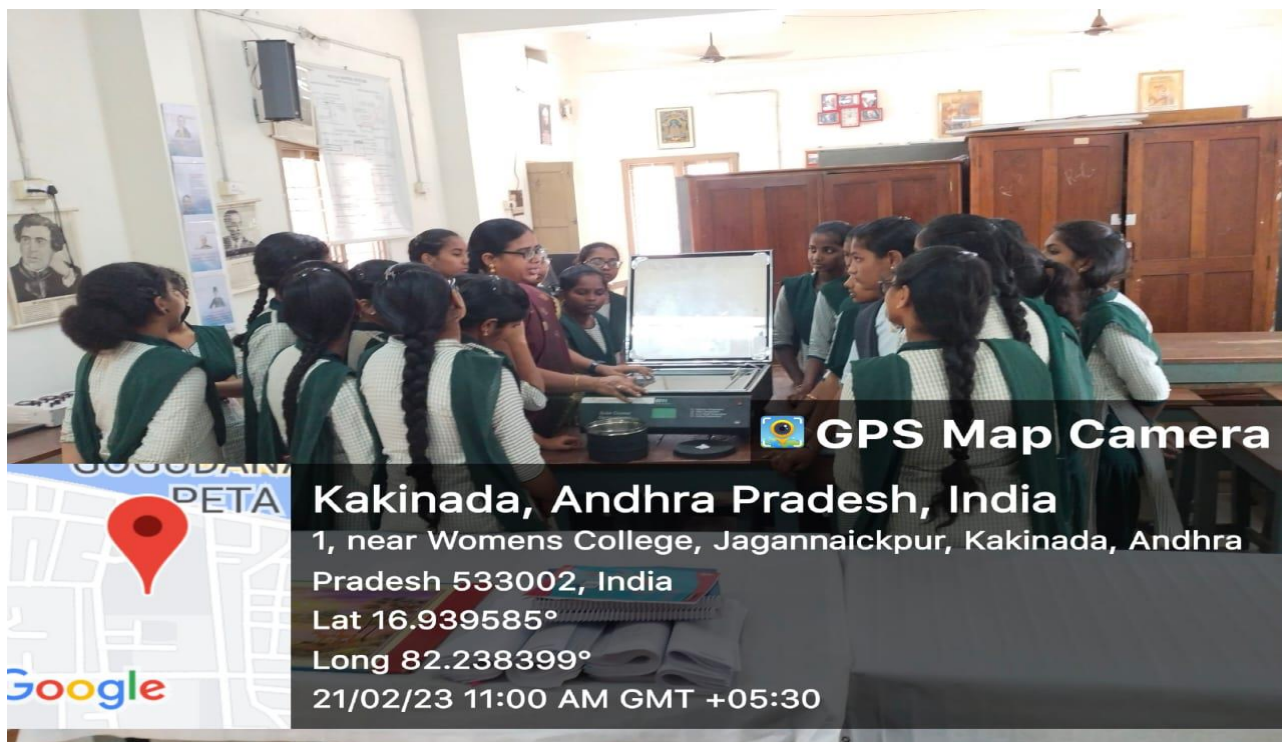 GPS Map Camera
PETA
Kakinada, Andhra Pradesh, India
1, near Womens College, Jagannaickpur, Kakinada, Andhra
Pradesh 533002, India
Lat 16.939585°
Long 82.238399°
21/02/23 11:00 AM GMT +05:30
Google